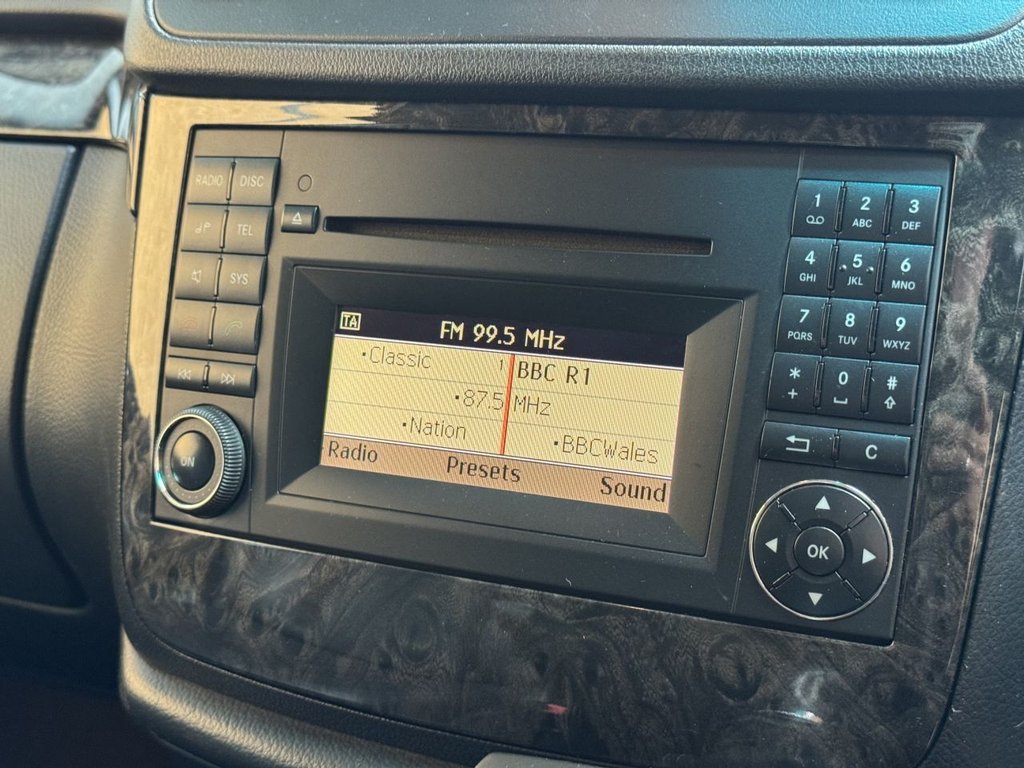 RADIO DISC
TEL
SYS
ON
TA
FM 99.5 MHz
•Classic 1 BBC R1
•87.5 MHz
•Nation •BBCWales
Radio Presets Sound
1 2 ABC 3 DEF
4 GHI 5 JKL 6 MNO
7 PQRS 8 TUV 9 WXYZ
* + 0 #
C
OK